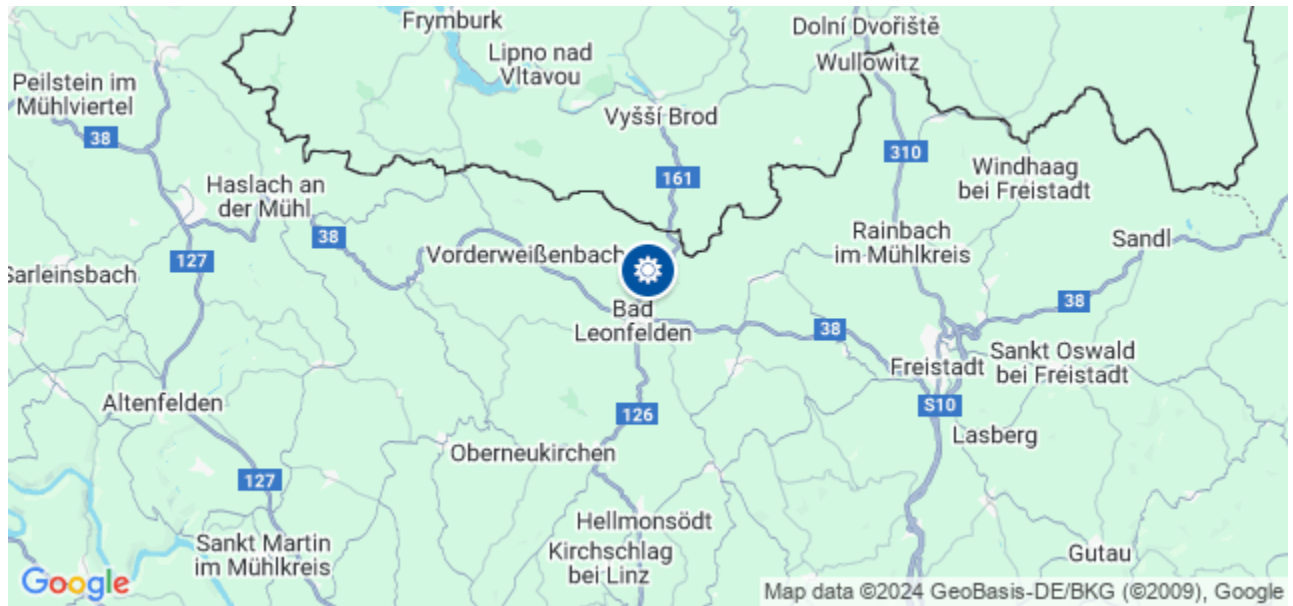 Frymburk
Dolní Dvořiště
Lipno nad
Vltavou
Wullowitz
Peilstein im
Mühlviertel
Vyšší Brod
38
310
Windhaag
bei Freistadt
161
Haslach an
der Mühl
38
Rainbach
im Mühlkreis
Sandl
Vorderweißenbach
127
Sarleinsbach
38
Bad
Leonfelden
38
Sankt Oswald
bei Freistadt
Freistadt
Altenfelden
S10
126
Lasberg
Oberneukirchen
127
Hellmonsödt
Sankt Martin
im Mühlkreis
Kirchschlag
bei Linz
Gutau
Google
Map data ©2024 GeoBasis-DE/BKG (©2009), Google